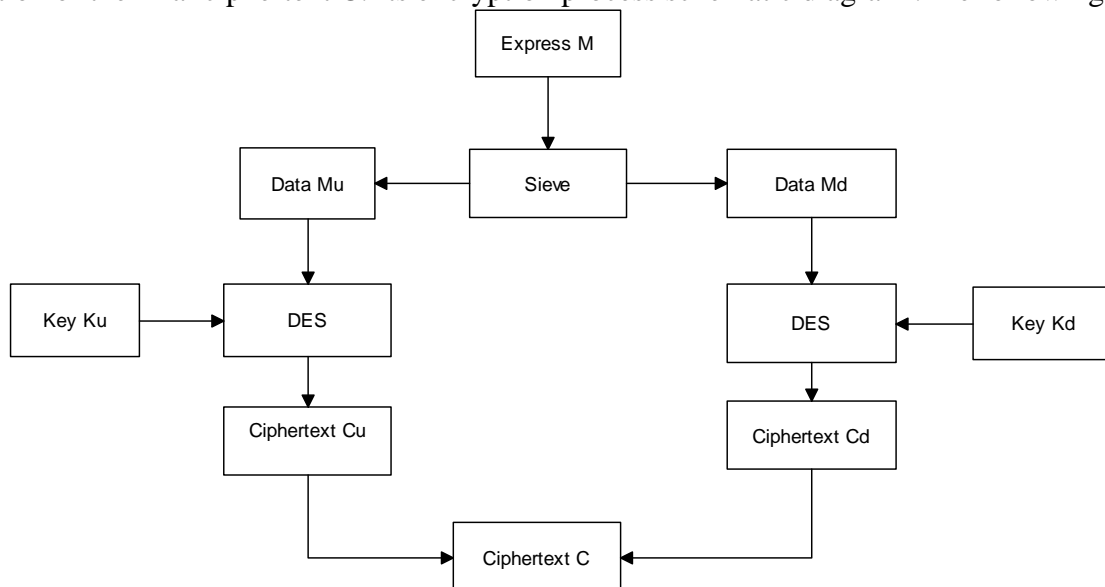 Express M
Data Mu
Sieve
Data Md
Key Ku
DES
DES
Key Kd
Ciphertext Cu
Ciphertext Cd
Ciphertext C